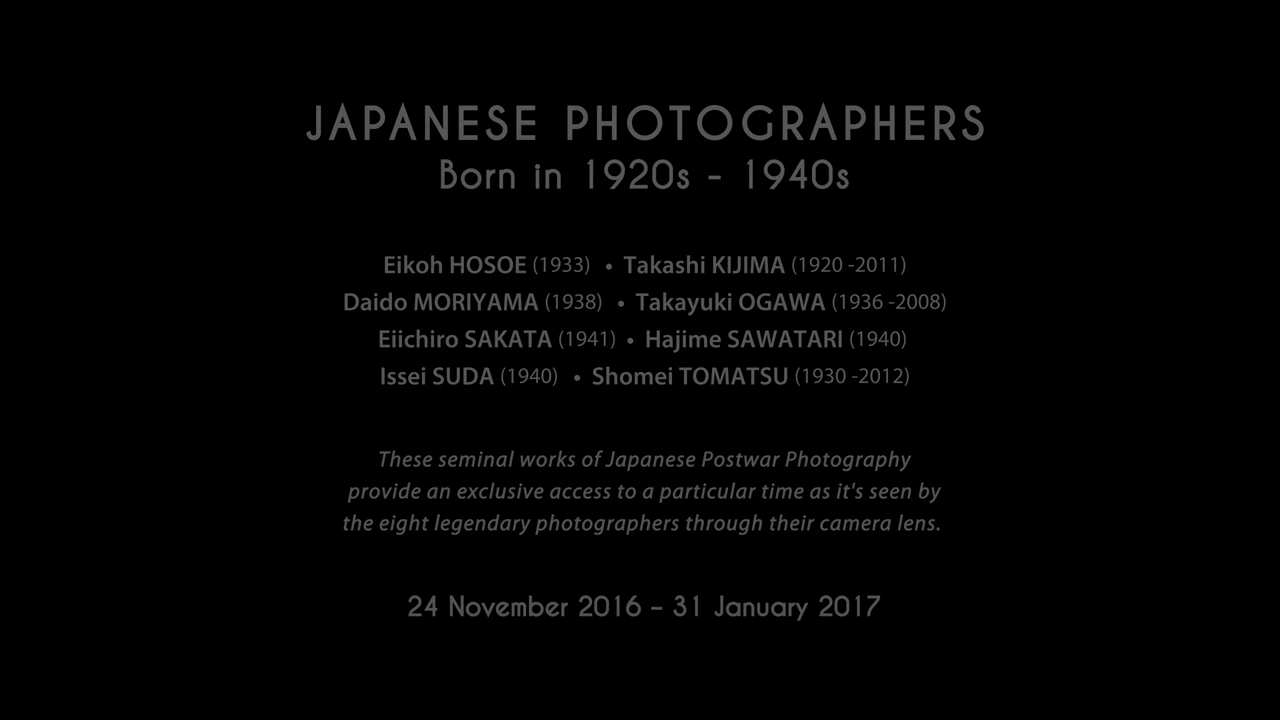 JAPANESE PHOTOGRAPHERS
Born in 1920s - 1940s
Eikoh HOSOE (1933) • Takashi KIJIMA (1920 -2011)
Daido MORIYAMA (1938) • Takayuki OGAWA (1936 -2008)
Eiichiro SAKATA (1941) • Hajime SAWATARI (1940)
Issei SUDA (1940) • Shomei TOMATSU (1930 -2012)
These seminal works of Japanese Postwar Photography
provide an exclusive access to a particular time as it's seen by
the eight legendary photographers through their camera lens.
24 November 2016 – 31 January 2017